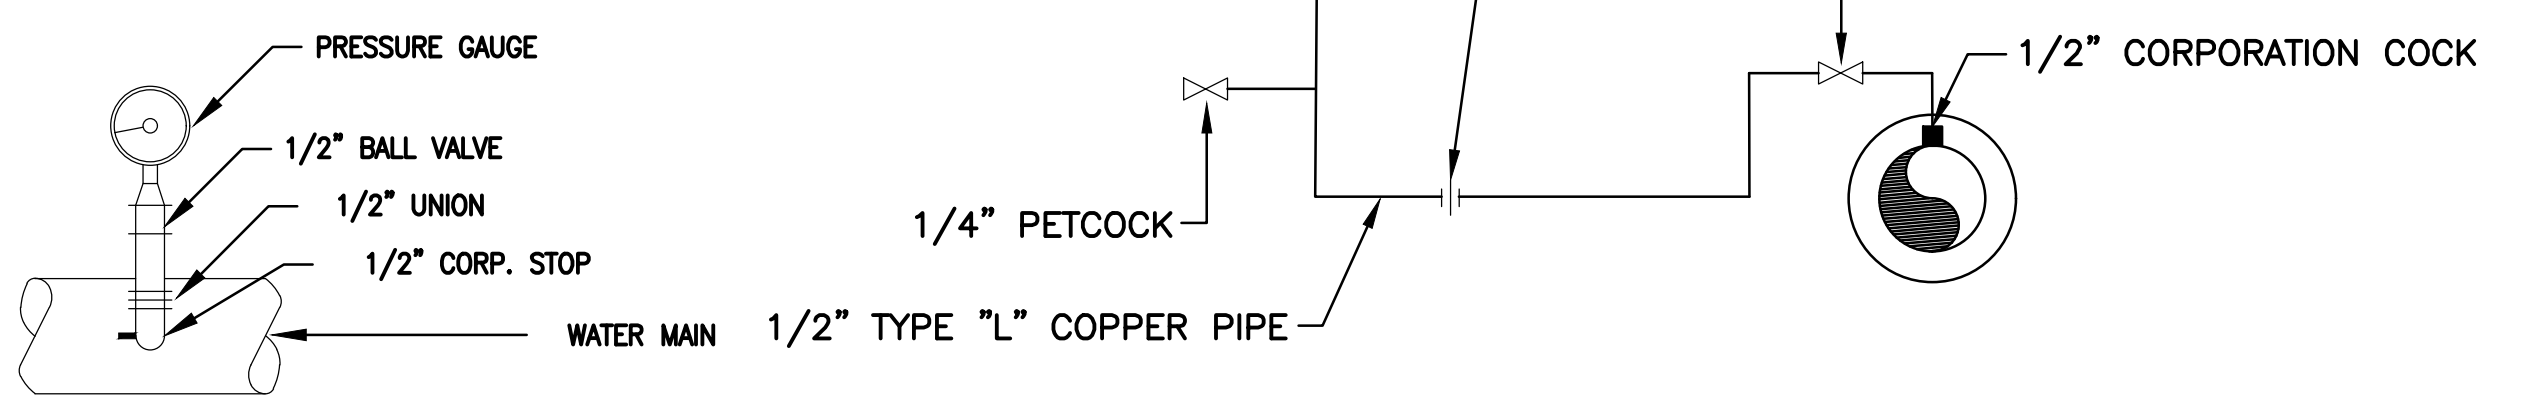 PRESSURE GAUGE
1/2" BALL VALVE
1/2" UNION
1/2" CORP. STOP
WATER MAIN
1/4" PETCOCK
1/2" TYPE "L" COPPER PIPE
1/2" CORPORATION COCK